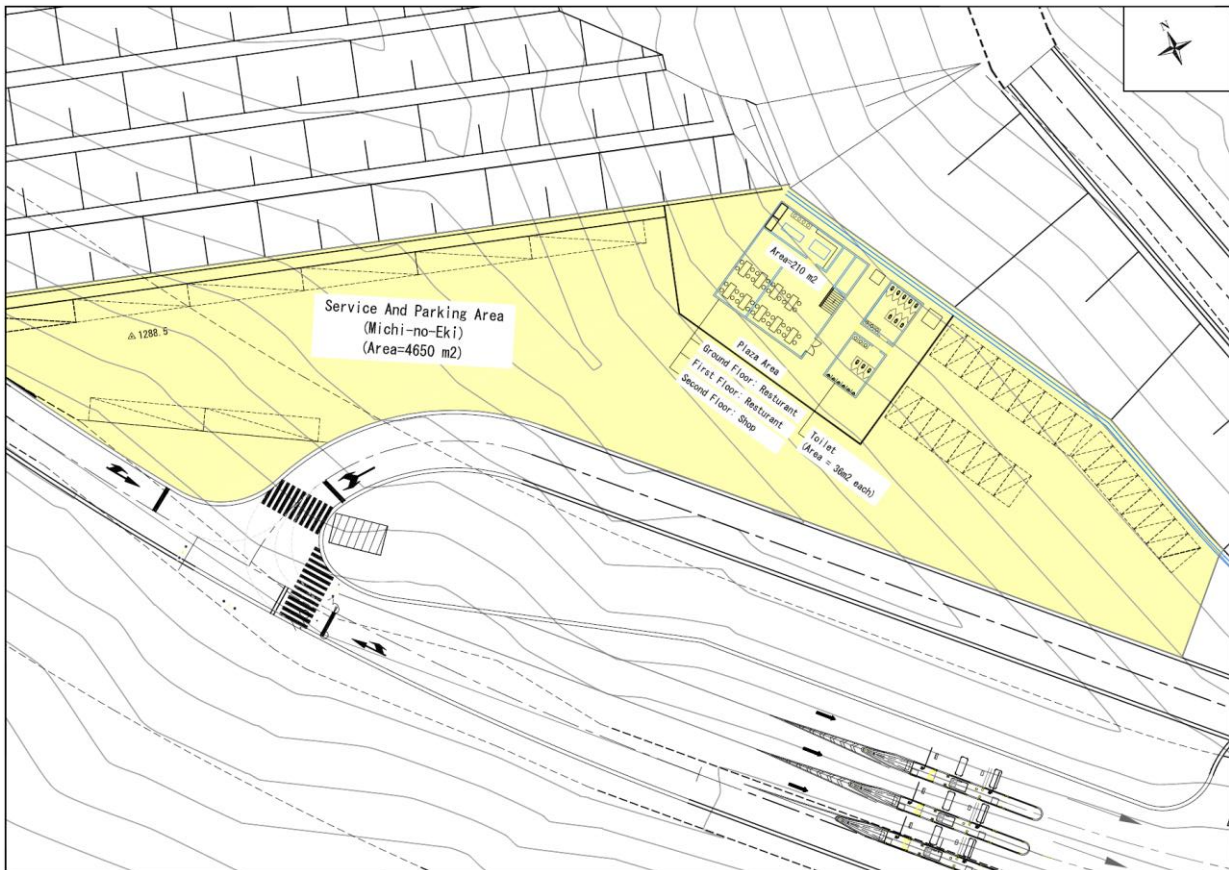 N
Service And Parking Area
(Michi-no-Eki)
(Area=4650 m2)
1288.5
Area=210 m2
Plaza Area
Ground Floor: Resturant
First Floor: Resturant
Second Floor: Shop
Toilet
(Area = 36m2 each)